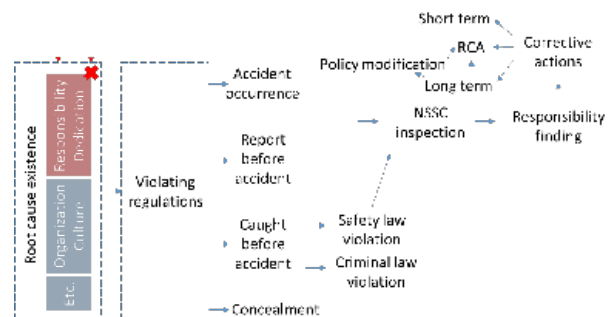 Root cause existence
Responsibility
Dedication
Organization
Culture
Etc.
Violating
regulations
Accident
occurrence
Report
before
accident
Caught
before
accident
Concealment
Safety law
violation
Criminal law
violation
NSSC
inspection
Responsibility
finding
Corrective
actions
Short term
RCA
Policy modification
Long term